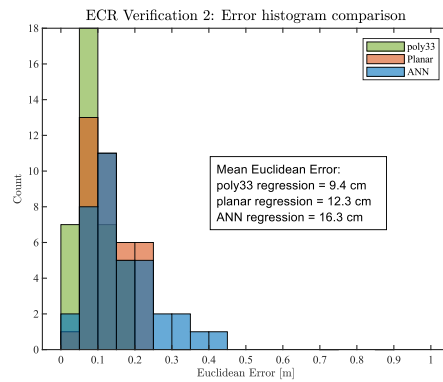 ECR Verification 2: Error histogram comparison
18
16
14
12
10
8
6
4
2
0
Count
poly33
Planar
ANN
Mean Euclidean Error:
poly33 regression = 9.4 cm
planar regression = 12.3 cm
ANN regression = 16.3 cm
0 0.1 0.2 0.3 0.4 0.5 0.6 0.7 0.8 0.9 1
Euclidean Error [m]